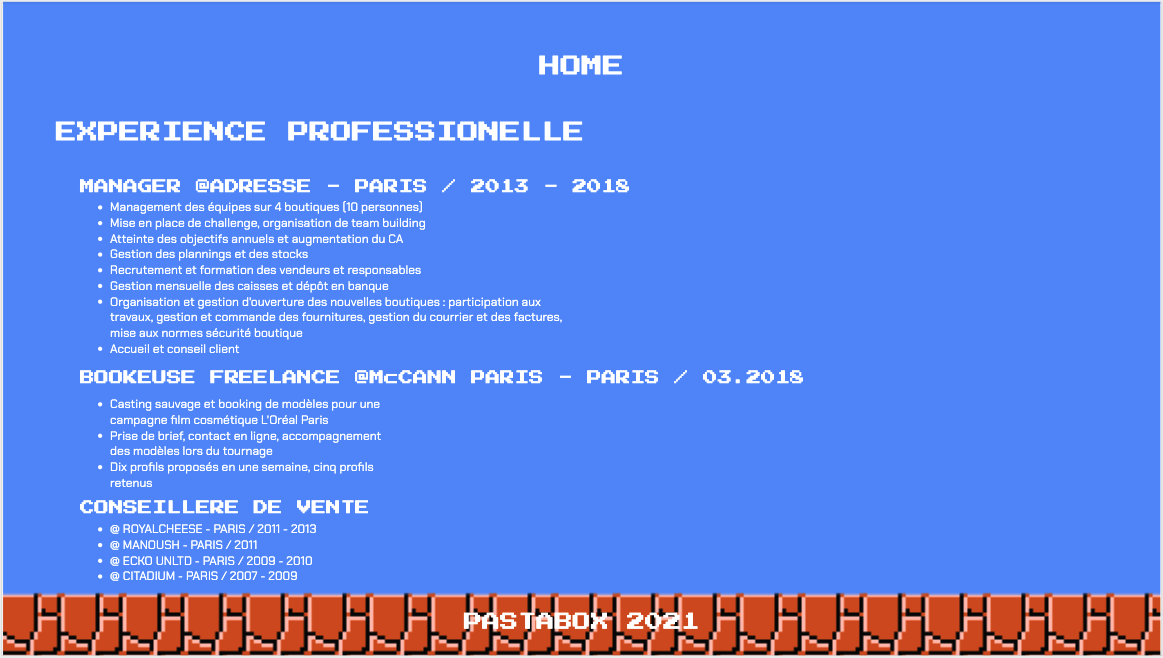 HOME
EXPERIENCE PROFESSIONELLE
MANAGER @ADRESSE - PARIS / 2013 - 2018
• Management des équipes sur 4 boutiques (10 personnes)
• Mise en place de challenge, organisation de team building
• Atteinte des objectifs annuels et augmentation du CA
• Gestion des plannings et des stocks
• Recrutement et formation des vendeurs et responsables
• Gestion mensuelle des caisses et dépôt en banque
• Organisation et gestion d'ouverture des nouvelles boutiques : participation aux
travaux, gestion et commande des fournitures, gestion du courrier et des factures,
mise aux normes sécurité boutique
• Accueil et conseil client
BOOKEUSE FREELANCE @McCANN PARIS - PARIS / 03.2018
• Casting sauvage et booking de modèles pour une
campagne film cosmétique L'Oréal Paris
• Prise de brief, contact en ligne, accompagnement
des modèles lors du tournage
• Dix profils proposés en une semaine, cinq profils
retenus
CONSEILLERE DE VENTE
• @ ROYALCHEESE - PARIS / 2011 - 2013
• @ MANOUSH - PARIS / 2011
• @ ECKO UNLTD - PARIS / 2009 - 2010
• @ CITADIUM - PARIS / 2007 - 2009
PASTABOX 2021